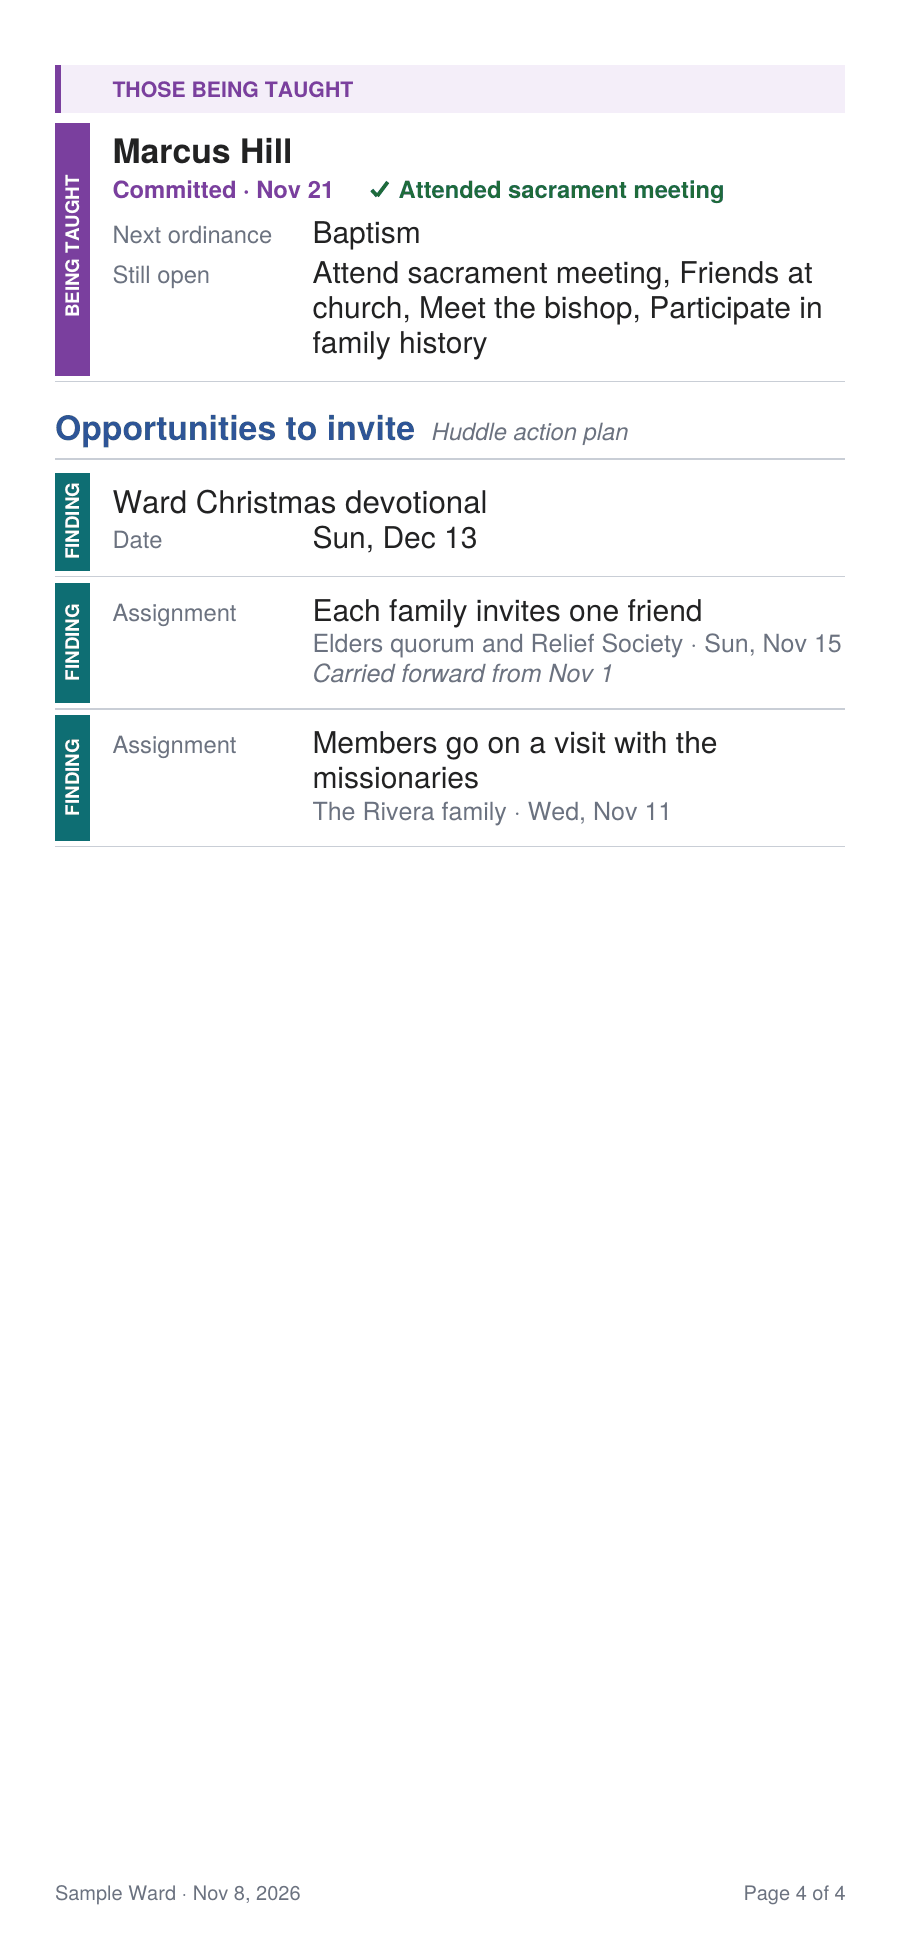 THOSE BEING TAUGHT
BEING TAUGHT
Marcus Hill
Committed · Nov 21 ✓ Attended sacrament meeting
Next ordinance Baptism
Still open Attend sacrament meeting, Friends at
church, Meet the bishop, Participate in
family history
Opportunities to invite Huddle action plan
FINDING
Ward Christmas devotional
Date Sun, Dec 13
FINDING
Assignment Each family invites one friend
Elders quorum and Relief Society · Sun, Nov 15
Carried forward from Nov 1
FINDING
Assignment Members go on a visit with the
missionaries
The Rivera family · Wed, Nov 11
Sample Ward · Nov 8, 2026 Page 4 of 4